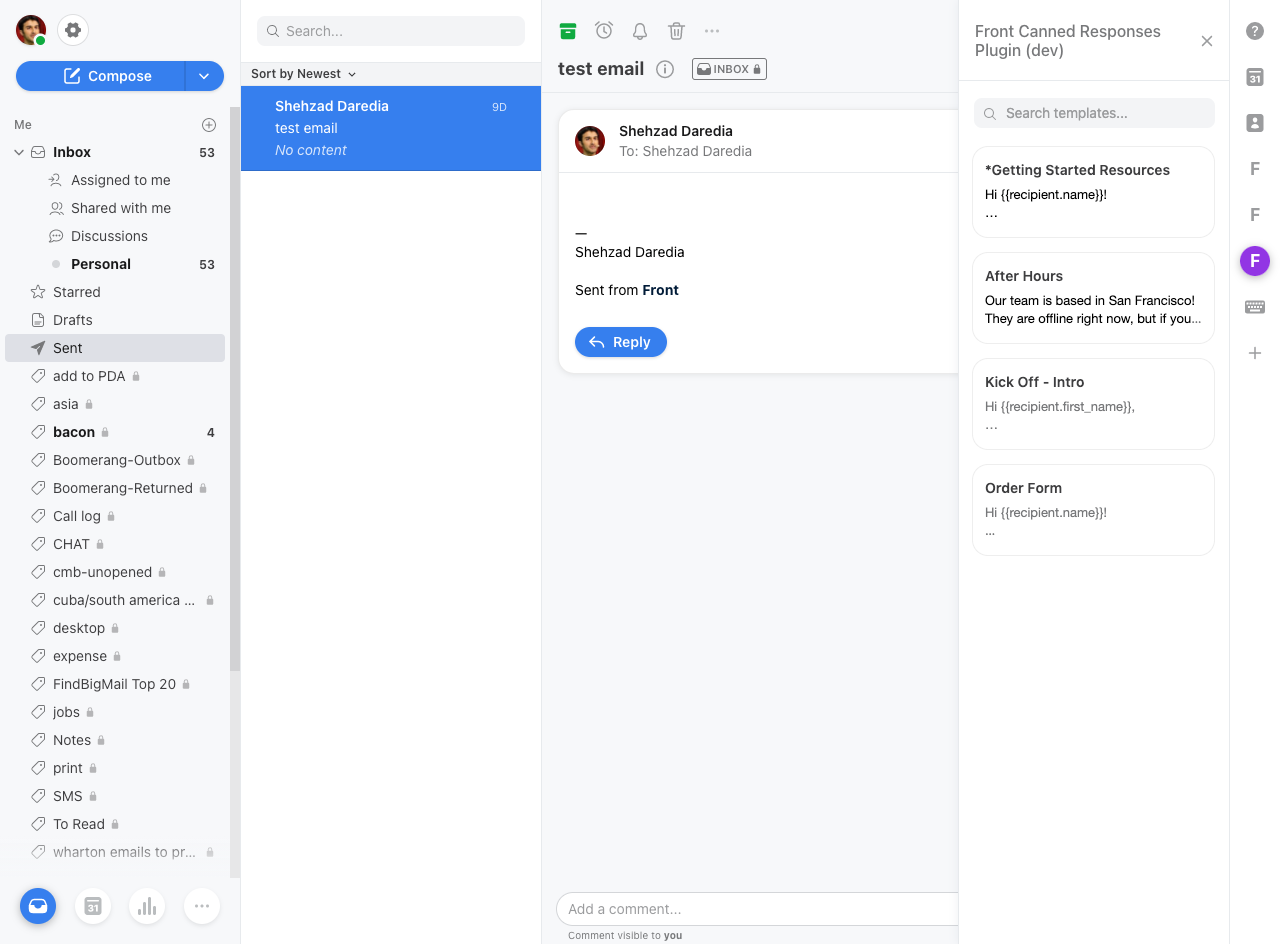 Compose
Me
Inbox 53
Assigned to me
Shared with me
Discussions
Personal 53
Starred
Drafts
Sent
add to PDA
asia
bacon 4
Boomerang-Outbox
Boomerang-Returned
Call log
CHAT
cmb-unopened
cuba/south america ...
desktop
expense
FindBigMail Top 20
jobs
Notes
print
SMS
To Read
wharton emails to pr...
31
Search...
Sort by Newest
Shehzad Daredia 9D
test email
No content
test email INBOX
Shehzad Daredia
To: Shehzad Daredia
—
Shehzad Daredia
Sent from Front
Reply
Add a comment...
Comment visible to you
Front Canned Responses
Plugin (dev)
Search templates...
*Getting Started Resources
Hi {{recipient.name}}!
...
After Hours
Our team is based in San Francisco!
They are offline right now, but if you...
Kick Off - Intro
Hi {{recipient.first_name}},
...
Order Form
Hi {{recipient.name}}!
...
?
31
F
F
F